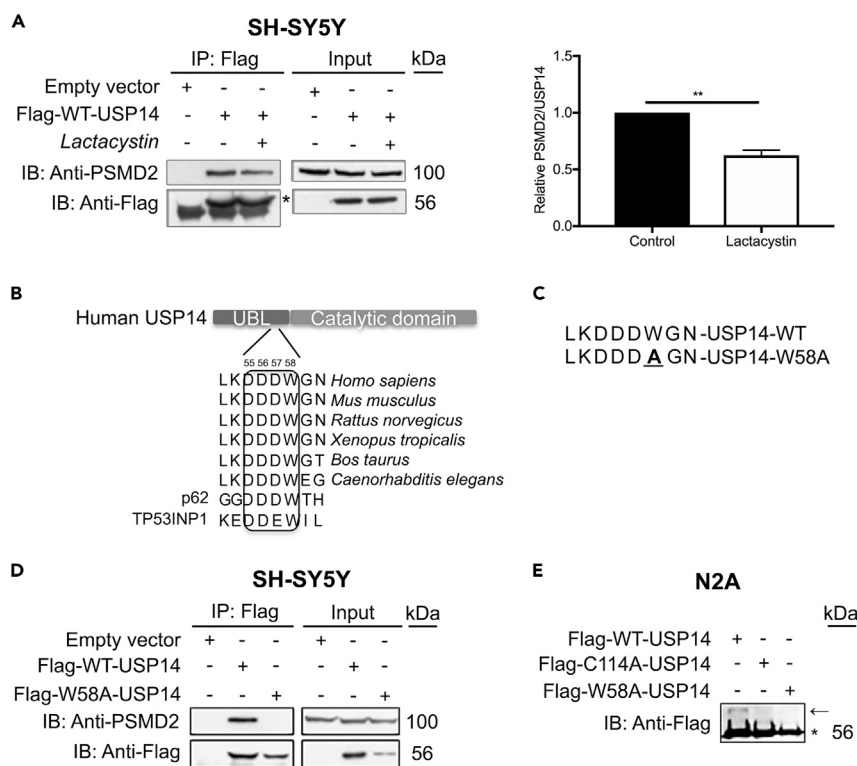 A
SH-SY5Y
IP: Flag Input kDa
Empty vector + - - + - -
Flag-WT-USP14 - + + - + +
Lactacystin - - + - - +
IB: Anti-PSMD2 100
IB: Anti-Flag * 56
Relative PSMD2/USP14
1.5
1.0
0.5
0.0
**
Control Lactacystin
B
Human USP14 UBL Catalytic domain
55 56 57 58
LKDDDWGN Homo sapiens
LKDDDWGN Mus musculus
LKDDDWGN Rattus norvegicus
LKDDDWGN Xenopus tropicalis
LKDDDWGT Bos taurus
LKDDDWEG Caenorhabditis elegans
p62 GGDDDWTH
TP53INP1 KEDDEWIL
C
LKDDDWGN-USP14-WT
LKDDDAGN-USP14-W58A
D
SH-SY5Y
IP: Flag Input kDa
Empty vector + - - + - -
Flag-WT-USP14 - + - - + -
Flag-W58A-USP14 - - + - - +
IB: Anti-PSMD2 100
IB: Anti-Flag 56
E
N2A
kDa
Flag-WT-USP14 + - -
Flag-C114A-USP14 - + -
Flag-W58A-USP14 - - +
IB: Anti-Flag ← * 56